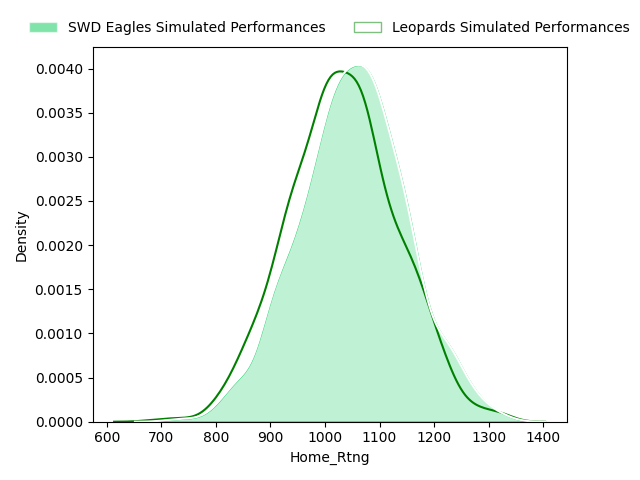 SWD Eagles Simulated Performances Leopards Simulated Performances
0.0040
0.0035
0.0030
0.0025
0.0020
0.0015
0.0010
0.0005
0.0000
Density
600 700 800 900 1000 1100 1200 1300 1400
Home_Rtng